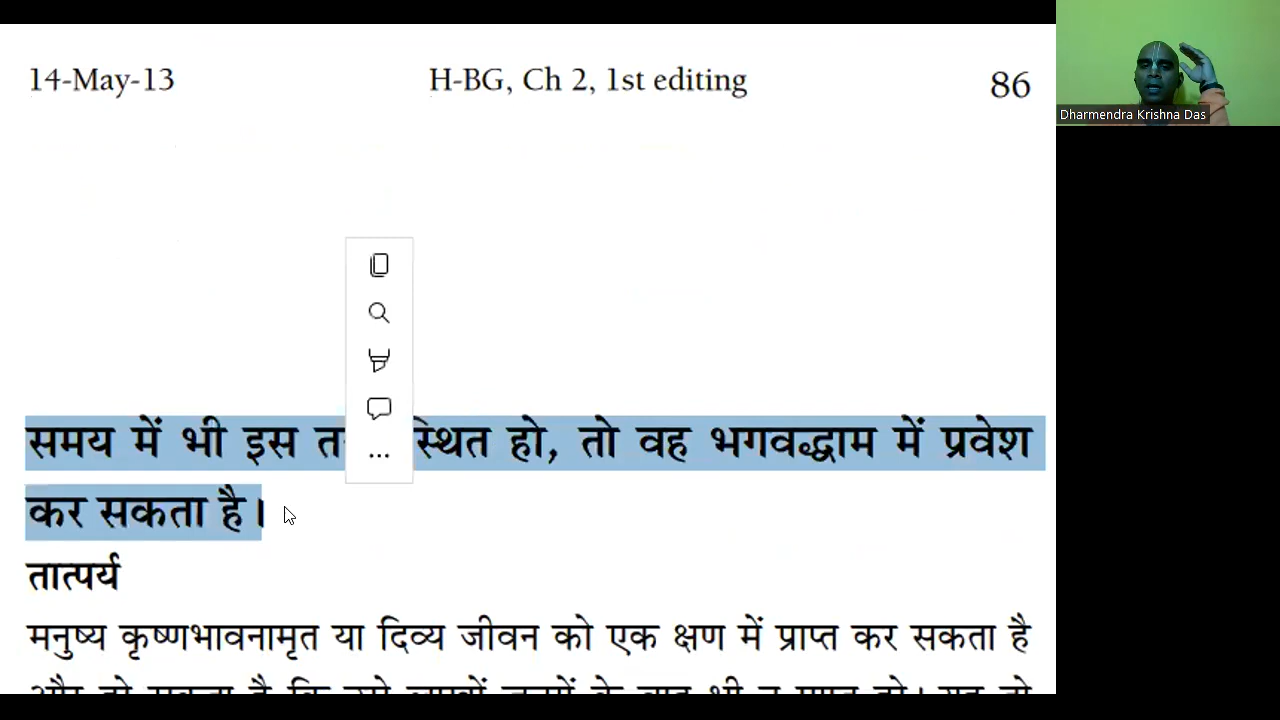 14-May-13 H-BG, Ch 2, 1st editing 86
Dharmendra Krishna Das
समय में भी इस स्थित हो, तो वह भगवद्धाम में प्रवेश
कर सकता है।
तात्पर्य
मनुष्य कृष्णभावनामृत या दिव्य जीवन को एक क्षण में प्राप्त कर सकता है